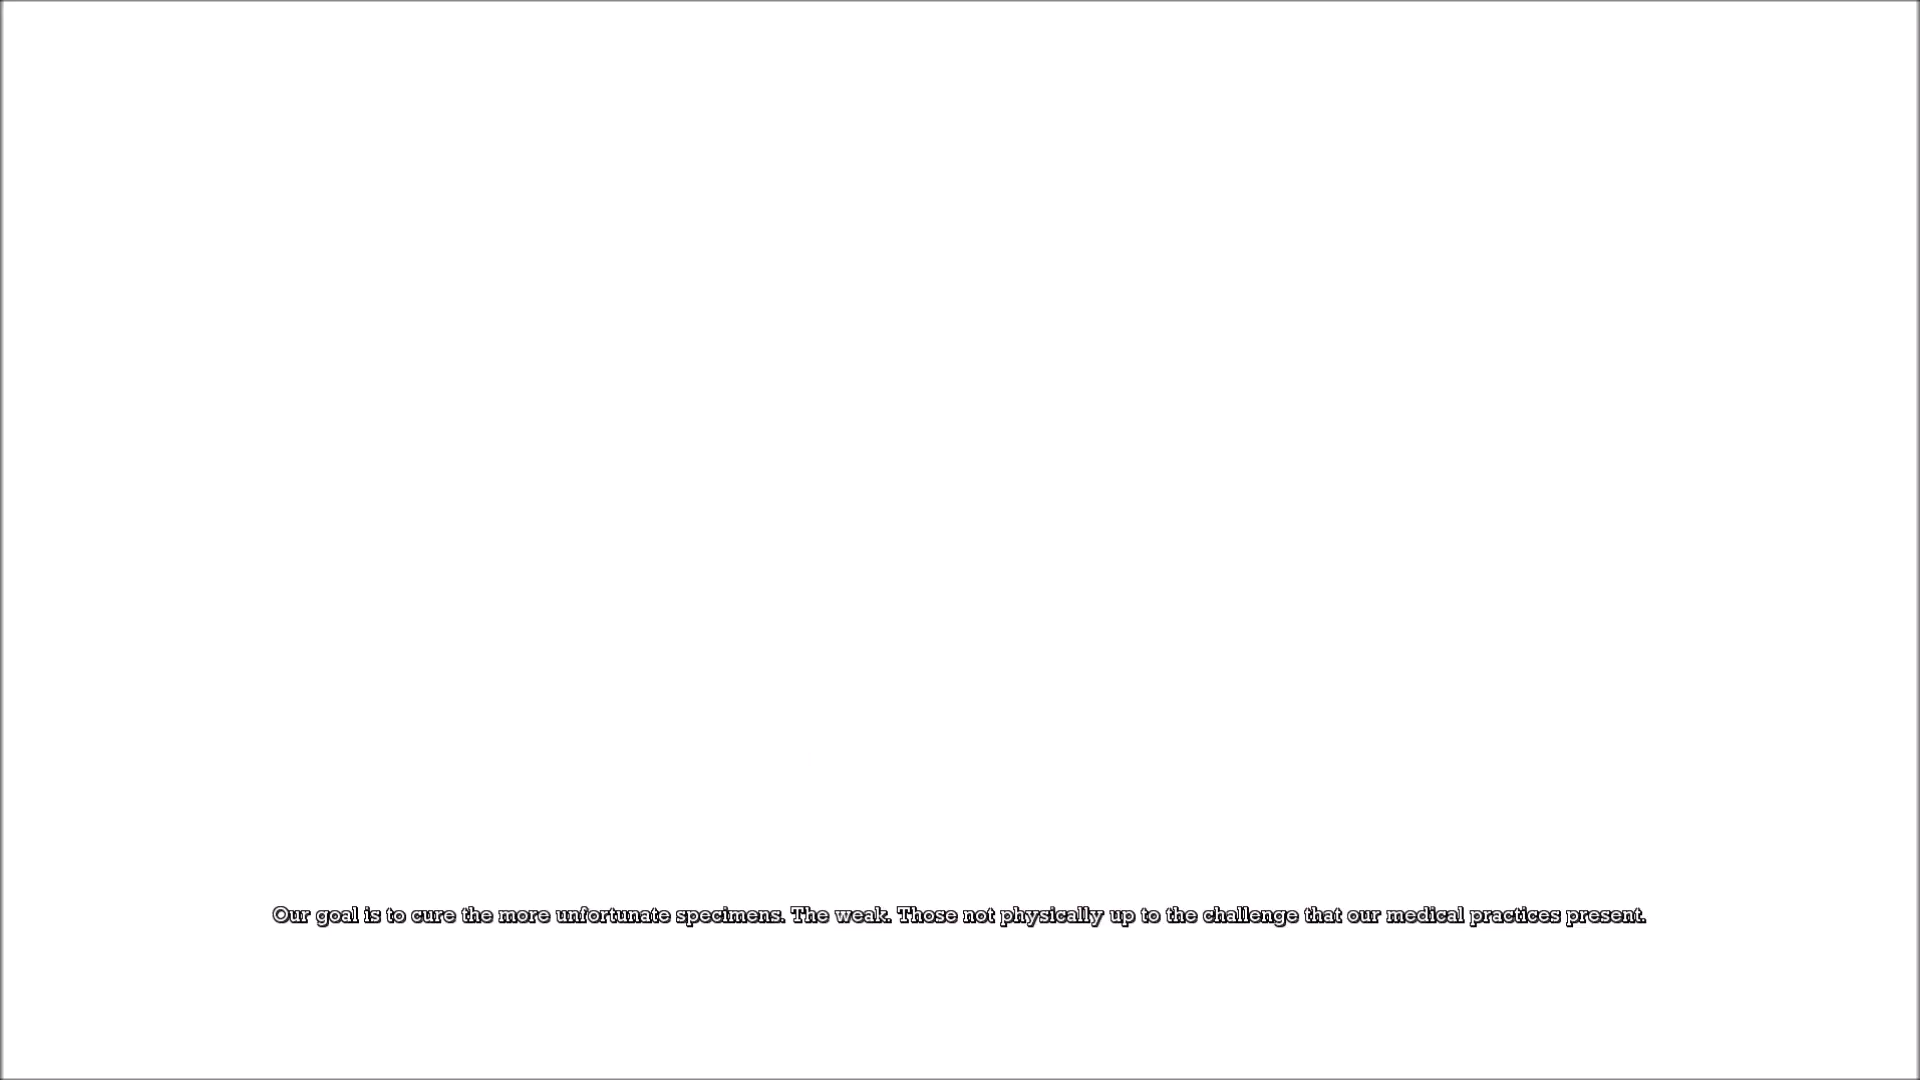 Our goal is to cure the more unfortunate specimens. The weak. Those not physically up to the challenge that our medical practices present.